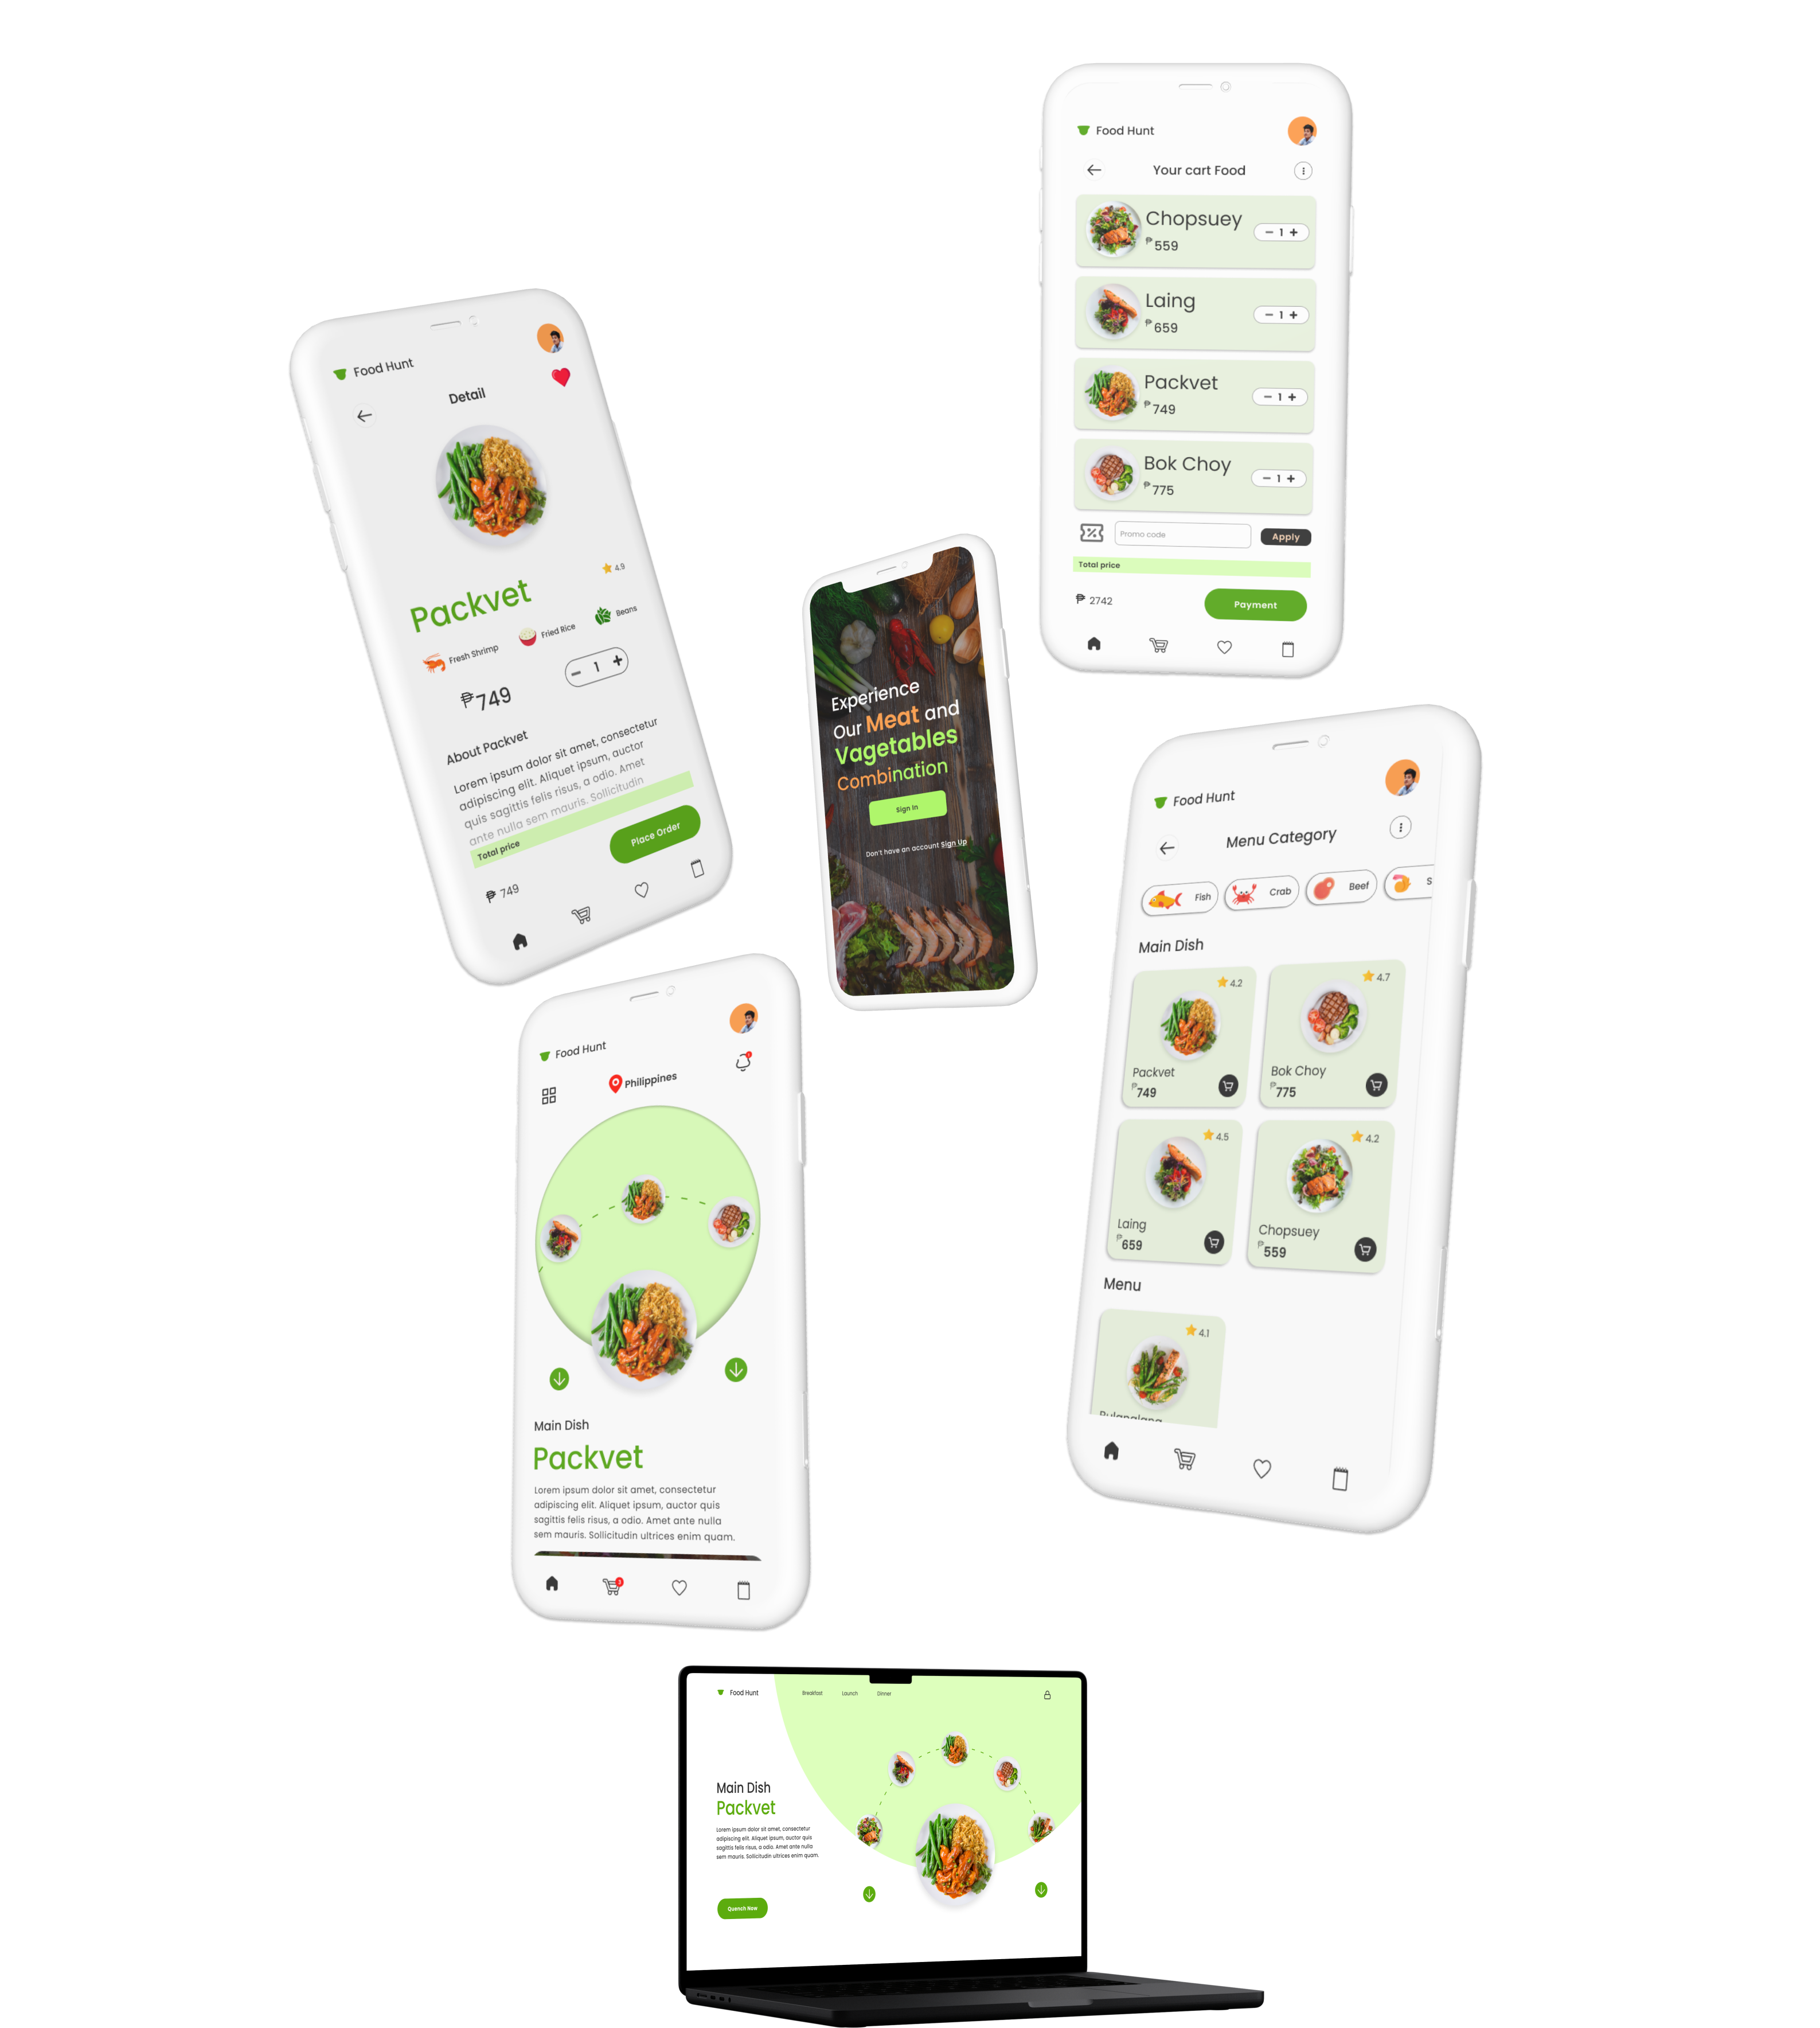 Food Hunt
Your cart Food
Chopsuey
₱559
1
Laing
₱659
1
Packvet
₱749
1
Bok Choy
₱775
1
Promo code
Apply
Total price
₱ 2742
Payment
Food Hunt
Detail
Packvet
4.9
Fresh Shrimp
Fried Rice
Beans
₱749
1
About Packvet
Lorem ipsum dolor sit amet, consectetur
adipiscing elit. Aliquet ipsum, auctor
quis sagittis felis risus, a odio. Amet
ante nulla sem mauris. Sollicitudin
Total price
₱ 749
Place Order
Experience
Our Meat and
Vagetables
Combination
Sign In
Don't have an account Sign Up
Food Hunt
Menu Category
Fish
Crab
Beef
S
Main Dish
4.2
Packvet
₱749
4.7
Bok Choy
₱775
4.5
Laing
₱659
4.2
Chopsuey
₱559
Menu
4.1
Food Hunt
Philippines
Main Dish
Packvet
Lorem ipsum dolor sit amet, consectetur
adipiscing elit. Aliquet ipsum, auctor quis
sagittis felis risus, a odio. Amet ante nulla
sem mauris. Sollicitudin ultrices enim quam.
Food Hunt
Breakfast
Launch
Dinner
Main Dish
Packvet
Lorem ipsum dolor sit amet, consectetur
adipiscing elit. Aliquet ipsum, auctor quis
sagittis felis risus, a odio. Amet ante nulla
sem mauris. Sollicitudin ultrices enim quam.
Quench Now